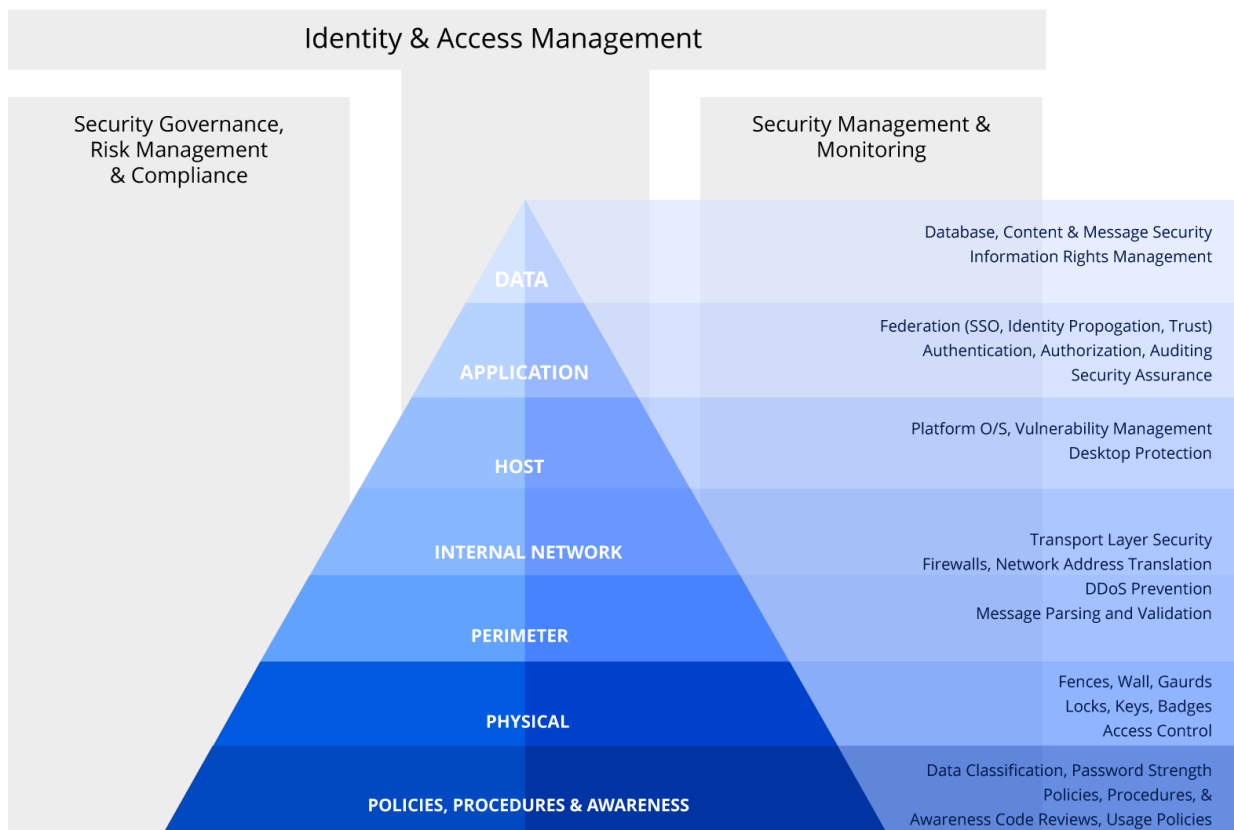 Identity & Access Management
Security Governance,
Risk Management
& Compliance
Security Management &
Monitoring
DATA
Database, Content & Message Security
Information Rights Management
APPLICATION
Federation (SSO, Identity Propogation, Trust)
Authentication, Authorization, Auditing
Security Assurance
HOST
Platform O/S, Vulnerability Management
Desktop Protection
INTERNAL NETWORK
Transport Layer Security
Firewalls, Network Address Translation
DDoS Prevention
Message Parsing and Validation
PERIMETER
PHYSICAL
Fences, Wall, Gaurds
Locks, Keys, Badges
Access Control
POLICIES, PROCEDURES & AWARENESS
Data Classification, Password Strength
Policies, Procedures, &
Awareness Code Reviews, Usage Policies